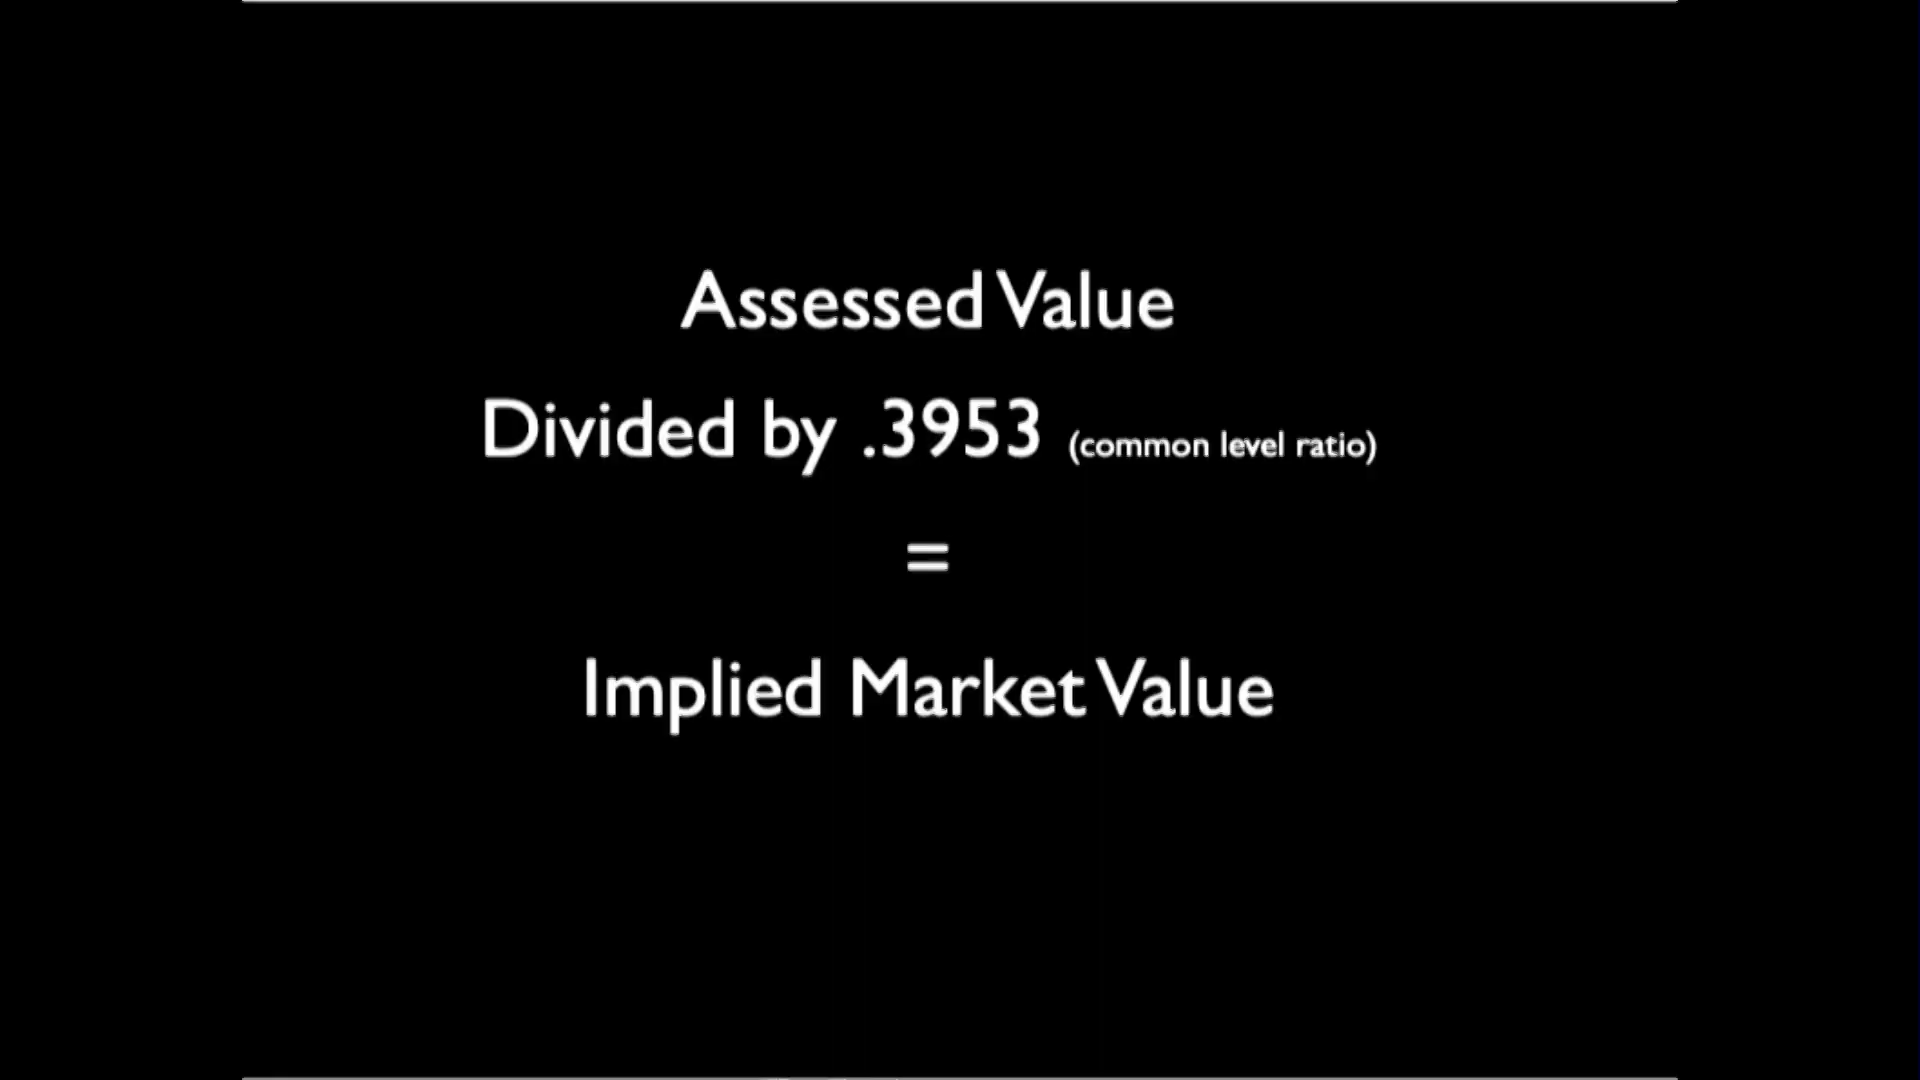 Assessed Value
Divided by .3953 (common level ratio)
=
Implied Market Value